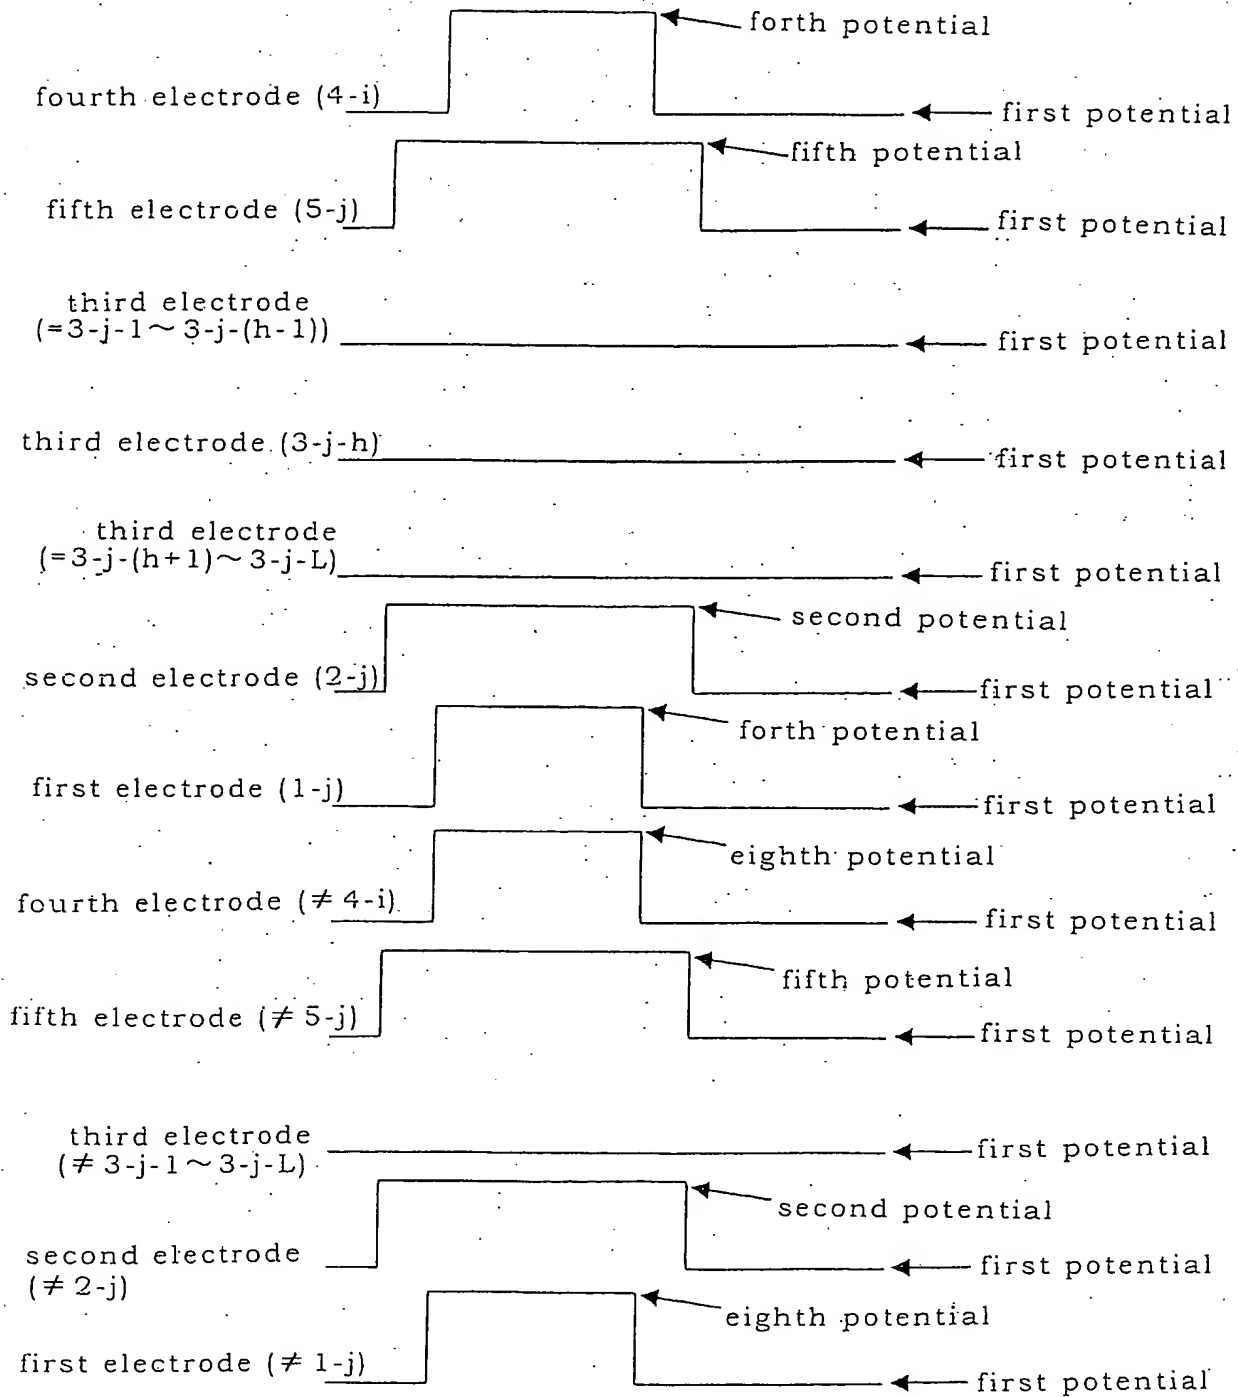 forth potential
fourth electrode (4-i)
first potential
fifth potential
fifth electrode (5-j)
first potential
third electrode
(=3-j-1～3-j-(h-1))
first potential
third electrode (3-j-h)
first potential
third electrode
(=3-j-(h+1)～3-j-L)
first potential
second potential
second electrode (2-j)
first potential
forth potential
first electrode (1-j)
first potential
eighth potential
fourth electrode (≠ 4-i)
first potential
fifth potential
fifth electrode (≠ 5-j)
first potential
third electrode
(≠ 3-j-1～3-j-L)
first potential
second potential
second electrode
(≠ 2-j)
first potential
eighth potential
first electrode (≠ 1-j)
first potential